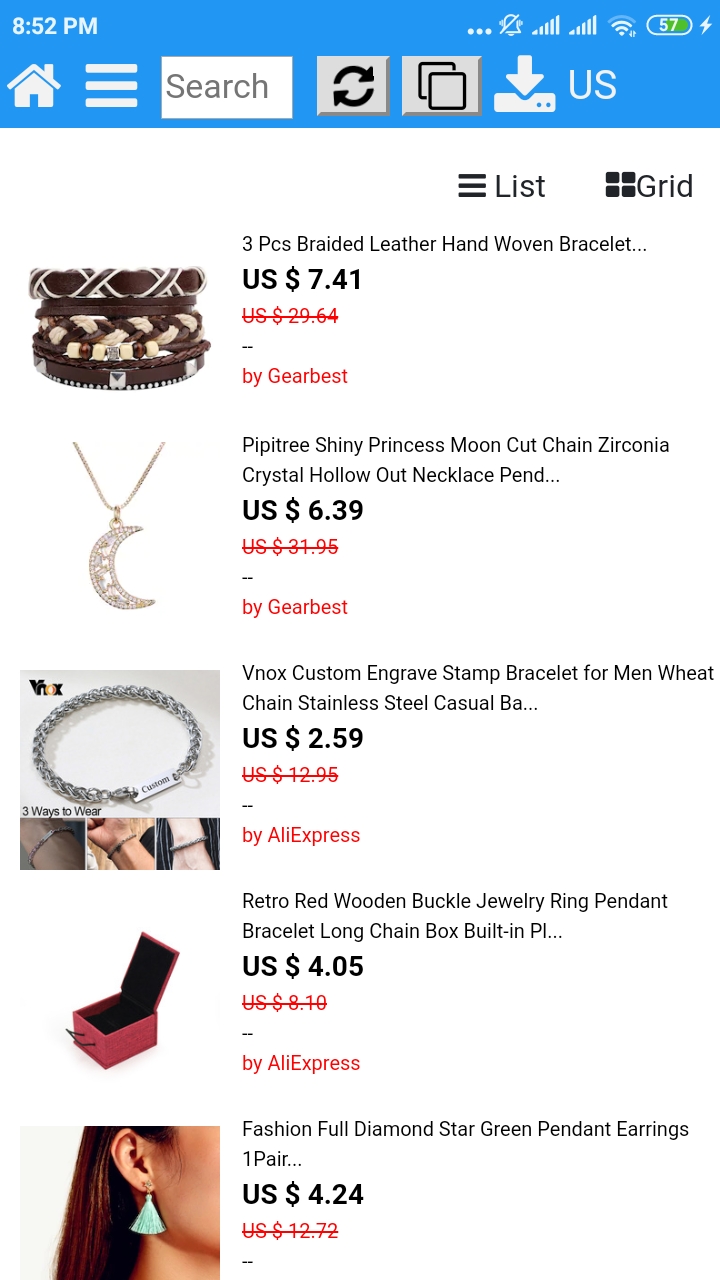 8:52 PM
57
Search
US
List
Grid
3 Pcs Braided Leather Hand Woven Bracelet...
US $ 7.41
US $ 29.64
--
by Gearbest
Pipitree Shiny Princess Moon Cut Chain Zirconia
Crystal Hollow Out Necklace Pend...
US $ 6.39
US $ 31.95
--
by Gearbest
Vnox
Custom
3 Ways to Wear
Vnox Custom Engrave Stamp Bracelet for Men Wheat
Chain Stainless Steel Casual Ba...
US $ 2.59
US $ 12.95
--
by AliExpress
Retro Red Wooden Buckle Jewelry Ring Pendant
Bracelet Long Chain Box Built-in Pl...
US $ 4.05
US $ 8.10
--
by AliExpress
Fashion Full Diamond Star Green Pendant Earrings
1Pair...
US $ 4.24
US $ 12.72
--